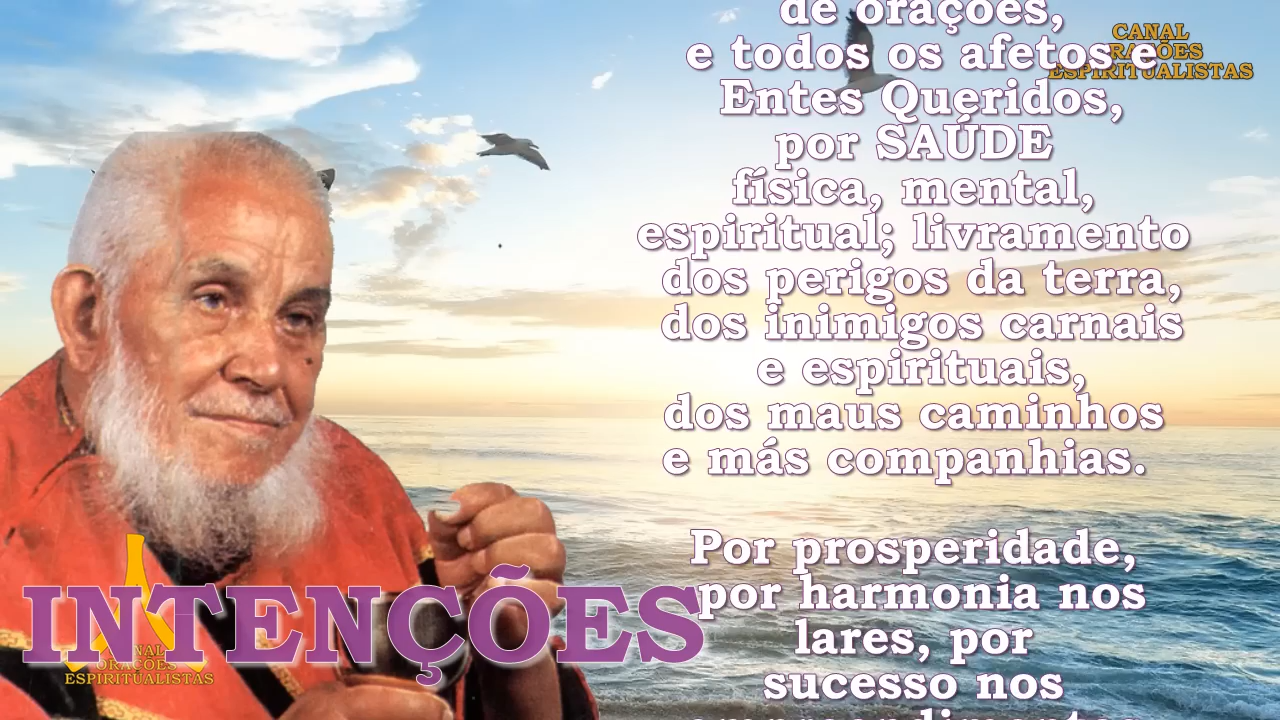 de orações,
e todos os afetos e
Entes Queridos,
por SAÚDE
física, mental,
espiritual; livramento
dos perigos da terra,
dos inimigos carnais
e espirituais,
dos maus caminhos
e más companhias.
Por prosperidade,
por harmonia nos
lares, por
sucesso nos
CANAL
ORAÇÕES
ESPIRITUALISTAS
INTENÇÕES
CANAL
ORAÇÕES
ESPIRITUALISTAS